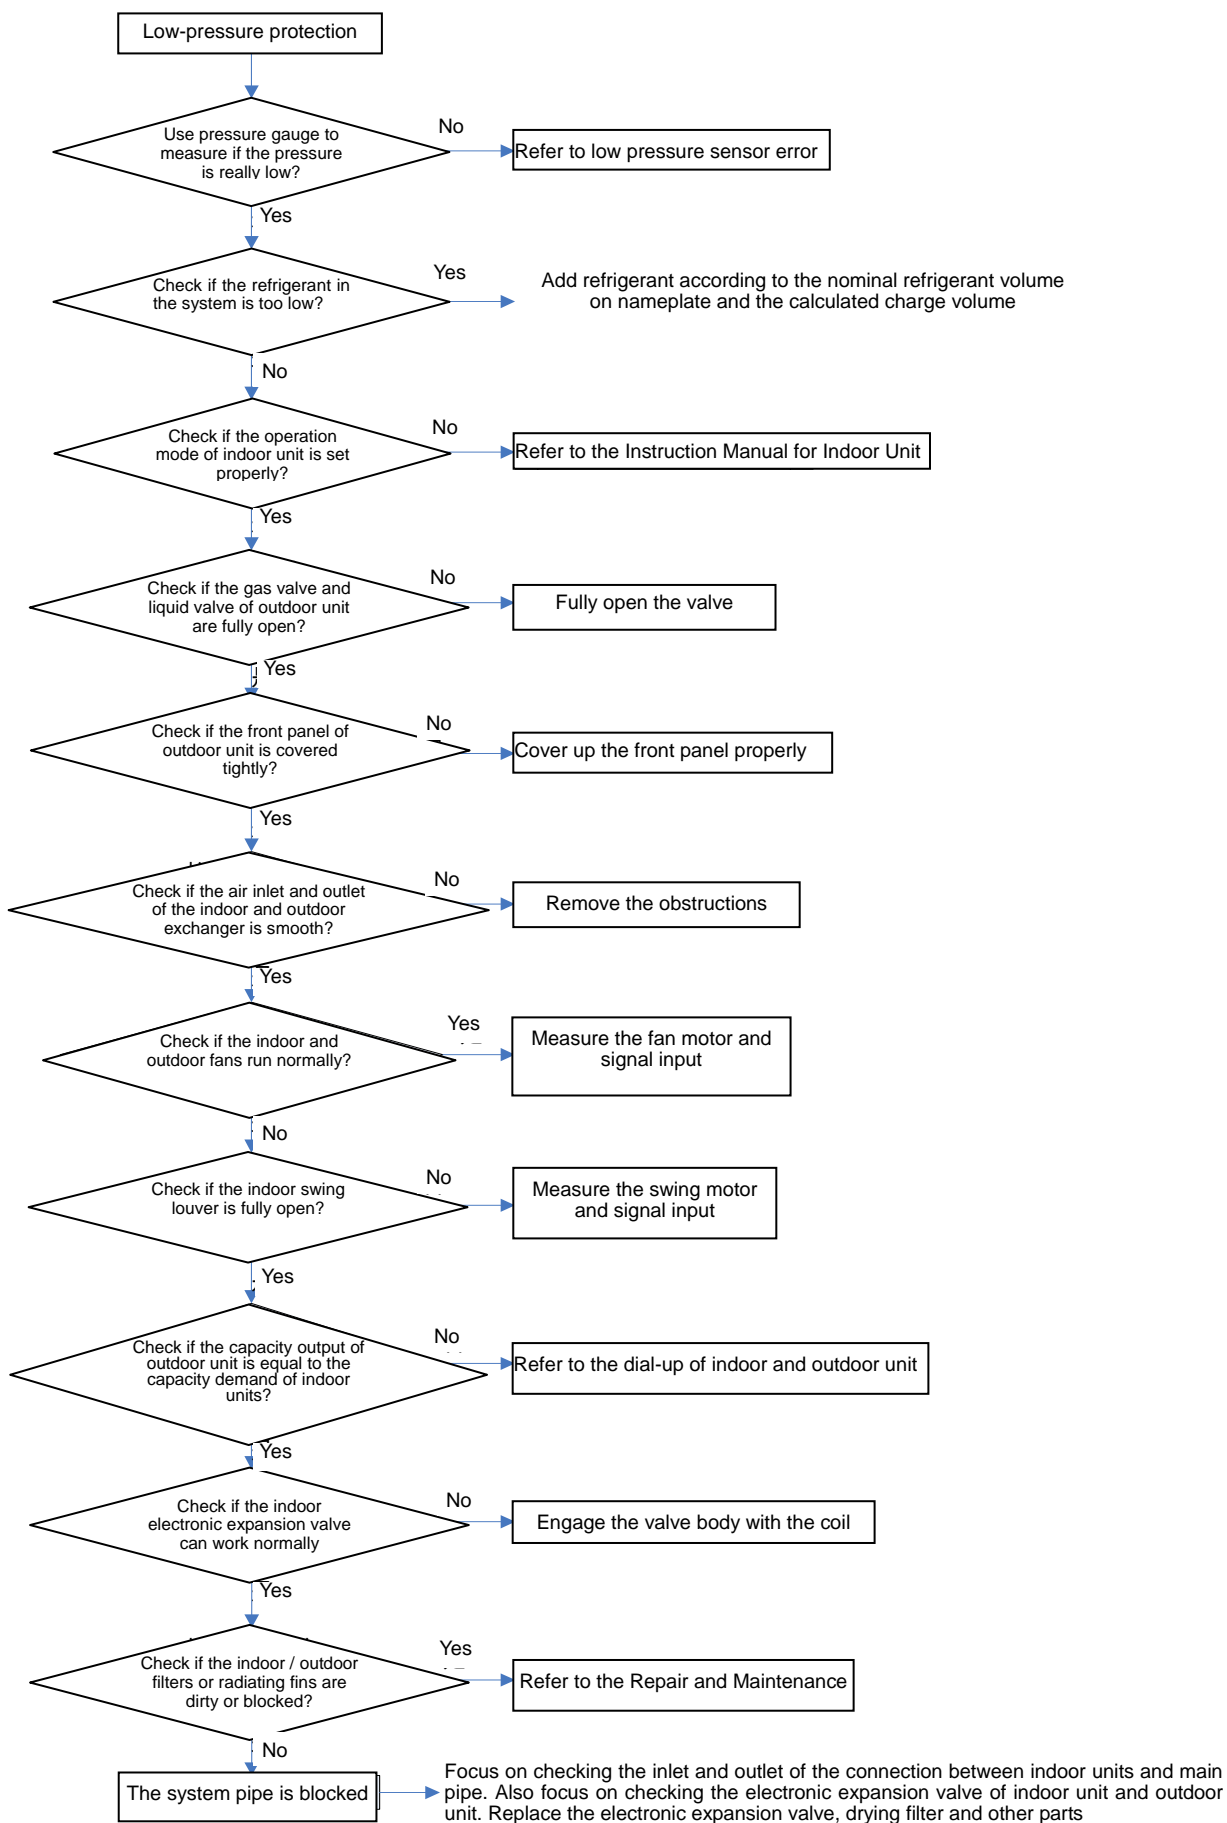 Low-pressure protection
Use pressure gauge to
measure if the pressure
is really low?
No
Refer to low pressure sensor error
Yes
Check if the refrigerant in
the system is too low?
Yes
Add refrigerant according to the nominal refrigerant volume
on nameplate and the calculated charge volume
No
Check if the operation
mode of indoor unit is set
properly?
No
Refer to the Instruction Manual for Indoor Unit
Yes
Check if the gas valve and
liquid valve of outdoor unit
are fully open?
No
Fully open the valve
Yes
Check if the front panel of
outdoor unit is covered
tightly?
No
Cover up the front panel properly
Yes
Check if the air inlet and outlet
of the indoor and outdoor
exchanger is smooth?
No
Remove the obstructions
Yes
Check if the indoor and
outdoor fans run normally?
Yes
Measure the fan motor and
signal input
No
Check if the indoor swing
louver is fully open?
No
Measure the swing motor
and signal input
Yes
Check if the capacity output of
outdoor unit is equal to the
capacity demand of indoor
units?
No
Refer to the dial-up of indoor and outdoor unit
Yes
Check if the indoor
electronic expansion valve
can work normally
No
Engage the valve body with the coil
Yes
Check if the indoor / outdoor
filters or radiating fins are
dirty or blocked?
Yes
Refer to the Repair and Maintenance
No
The system pipe is blocked
Focus on checking the inlet and outlet of the connection between indoor units and main
pipe. Also focus on checking the electronic expansion valve of indoor unit and outdoor
unit. Replace the electronic expansion valve, drying filter and other parts